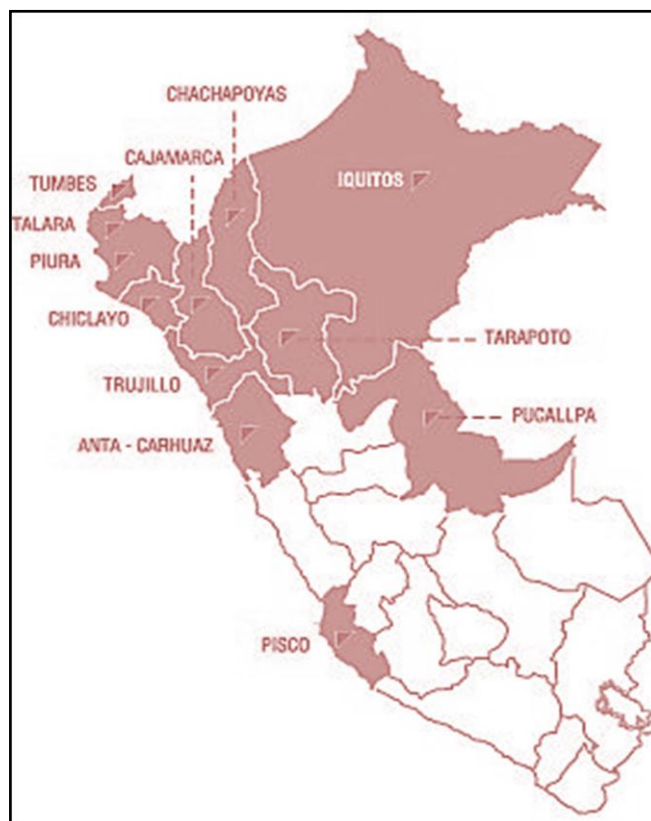 CHACHAPOYAS
CAJAMARCA
TUMBES
IQUITOS
TALARA
PIURA
CHICLAYO
TARAPOTO
TRUJILLO
PUCALLPA
ANTA - CARHUAZ
PISCO